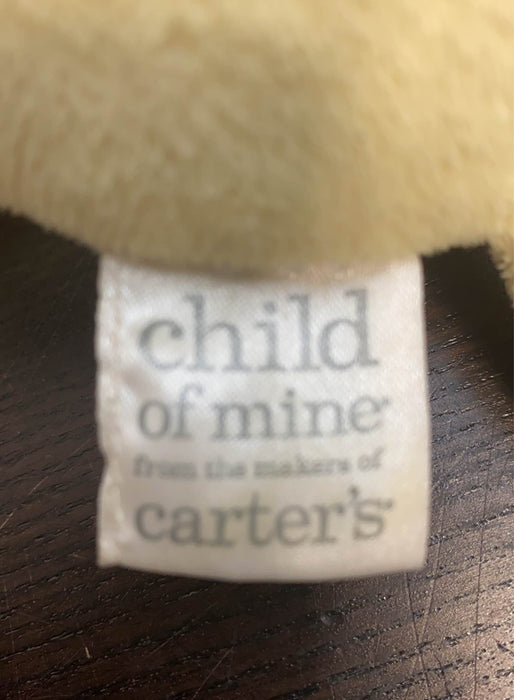 child
of mine
from the makers of
carter's